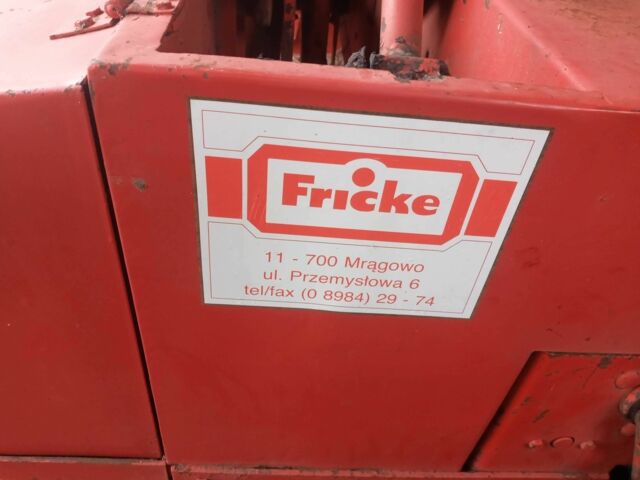 Fricke
11 - 700 Mrągowo
ul. Przemysłowa 6
tel/fax (0 8984) 29 - 74